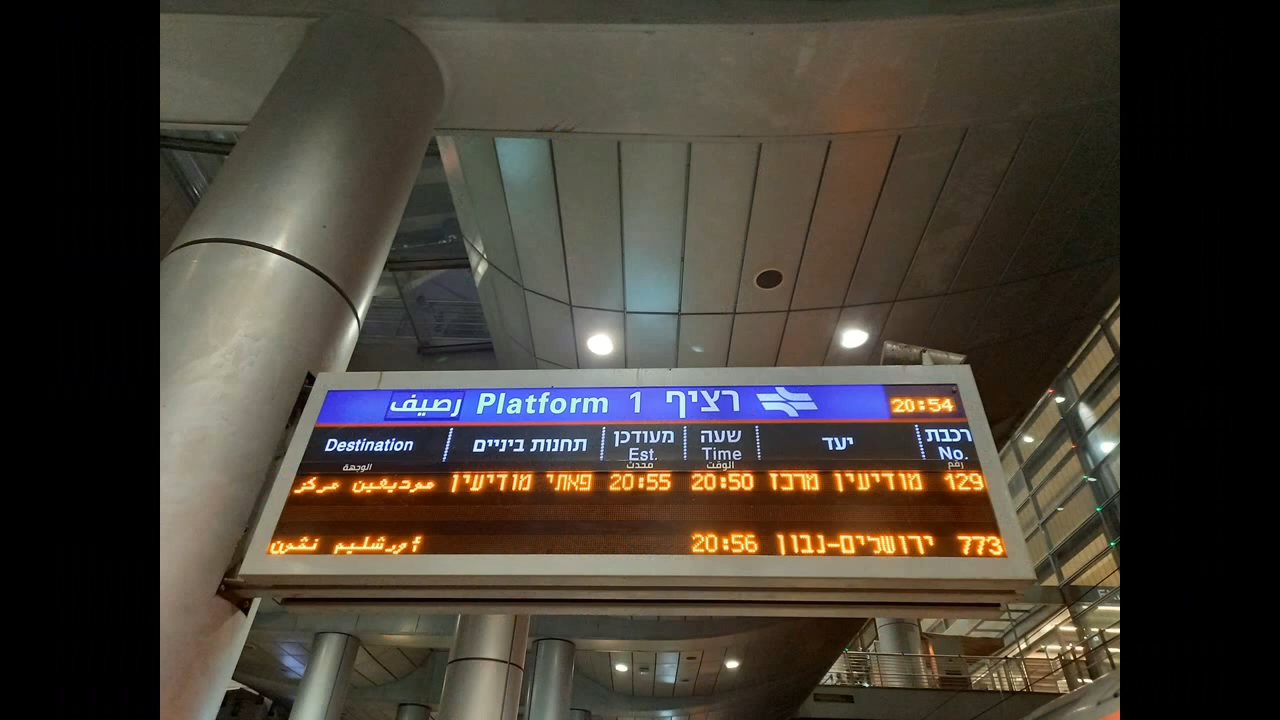 רציף 1 Platform رصيف 20:54
רכבת יעד שעה מעודכן תחנות ביניים Destination
No. Time Est.
رقم الوقت محدث الوجهة
129 מודיעין מרכז 20:50 20:55 פאתי מודיעין موديعين مركز
773 ירושלים-נבון 20:56 أورشليم نڤون